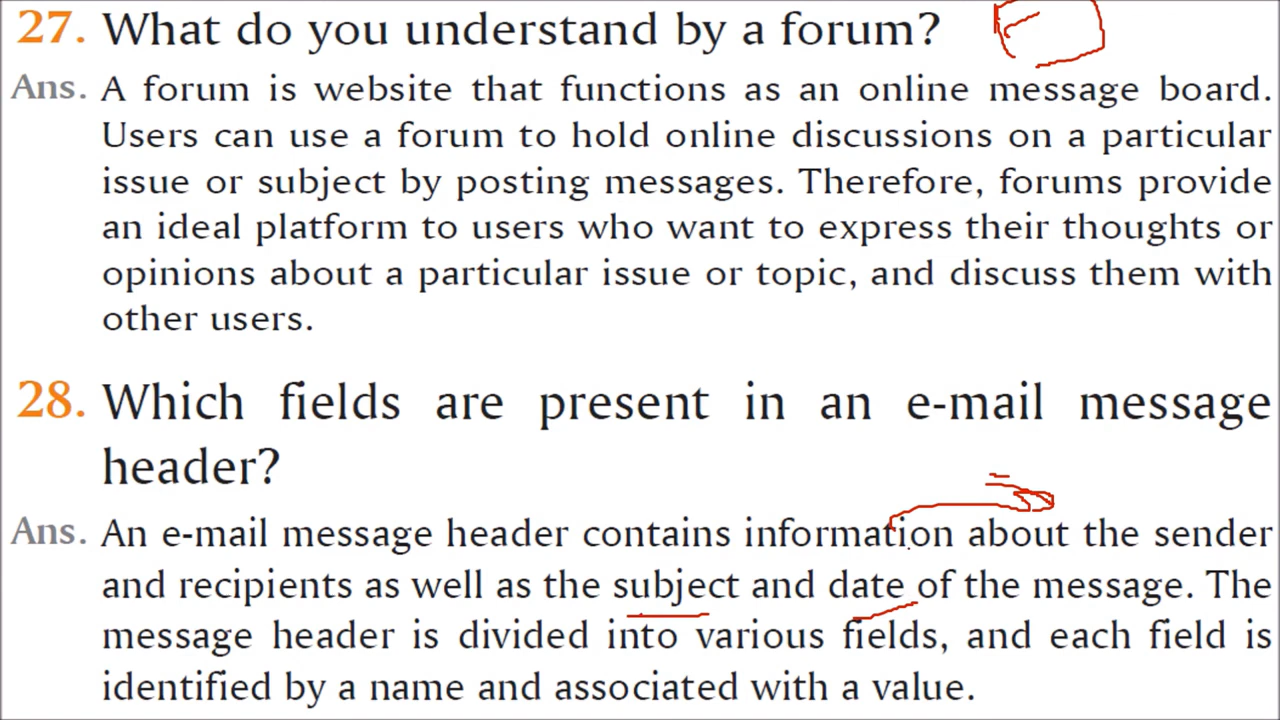 27. What do you understand by a forum?
Ans. A forum is website that functions as an online message board.
Users can use a forum to hold online discussions on a particular
issue or subject by posting messages. Therefore, forums provide
an ideal platform to users who want to express their thoughts or
opinions about a particular issue or topic, and discuss them with
other users.
28. Which fields are present in an e-mail message
header?
Ans. An e-mail message header contains information about the sender
and recipients as well as the subject and date of the message. The
message header is divided into various fields, and each field is
identified by a name and associated with a value.